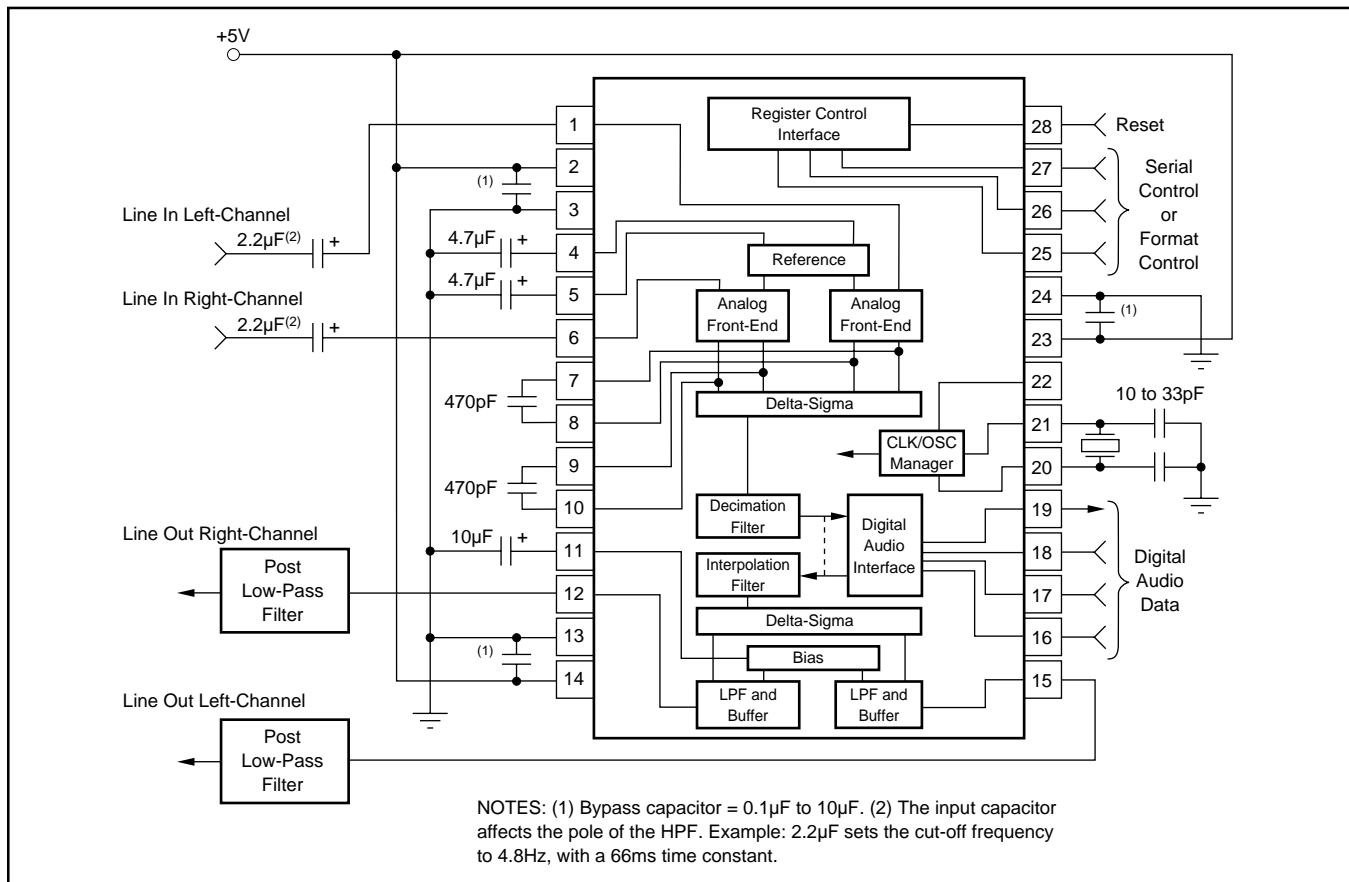 +5V
1
2
3
4
5
6
7
8
9
10
11
12
13
14
28
27
26
25
24
23
22
21
20
19
18
17
16
15
(1)
Line In Left-Channel
2.2µF(2)
+
4.7µF
+
4.7µF
+
Line In Right-Channel
2.2µF(2)
+
470pF
470pF
10µF
+
Line Out Right-Channel
Post
Low-Pass
Filter
(1)
Line Out Left-Channel
Post
Low-Pass
Filter
Register Control
Interface
Reference
Analog
Front-End
Analog
Front-End
Delta-Sigma
CLK/OSC
Manager
Decimation
Filter
Digital
Audio
Interface
Interpolation
Filter
Delta-Sigma
Bias
LPF and
Buffer
LPF and
Buffer
Reset
Serial
Control
or
Format
Control
(1)
10 to 33pF
Digital
Audio
Data
NOTES: (1) Bypass capacitor = 0.1µF to 10µF. (2) The input capacitor
affects the pole of the HPF. Example: 2.2µF sets the cut-off frequency
to 4.8Hz, with a 66ms time constant.